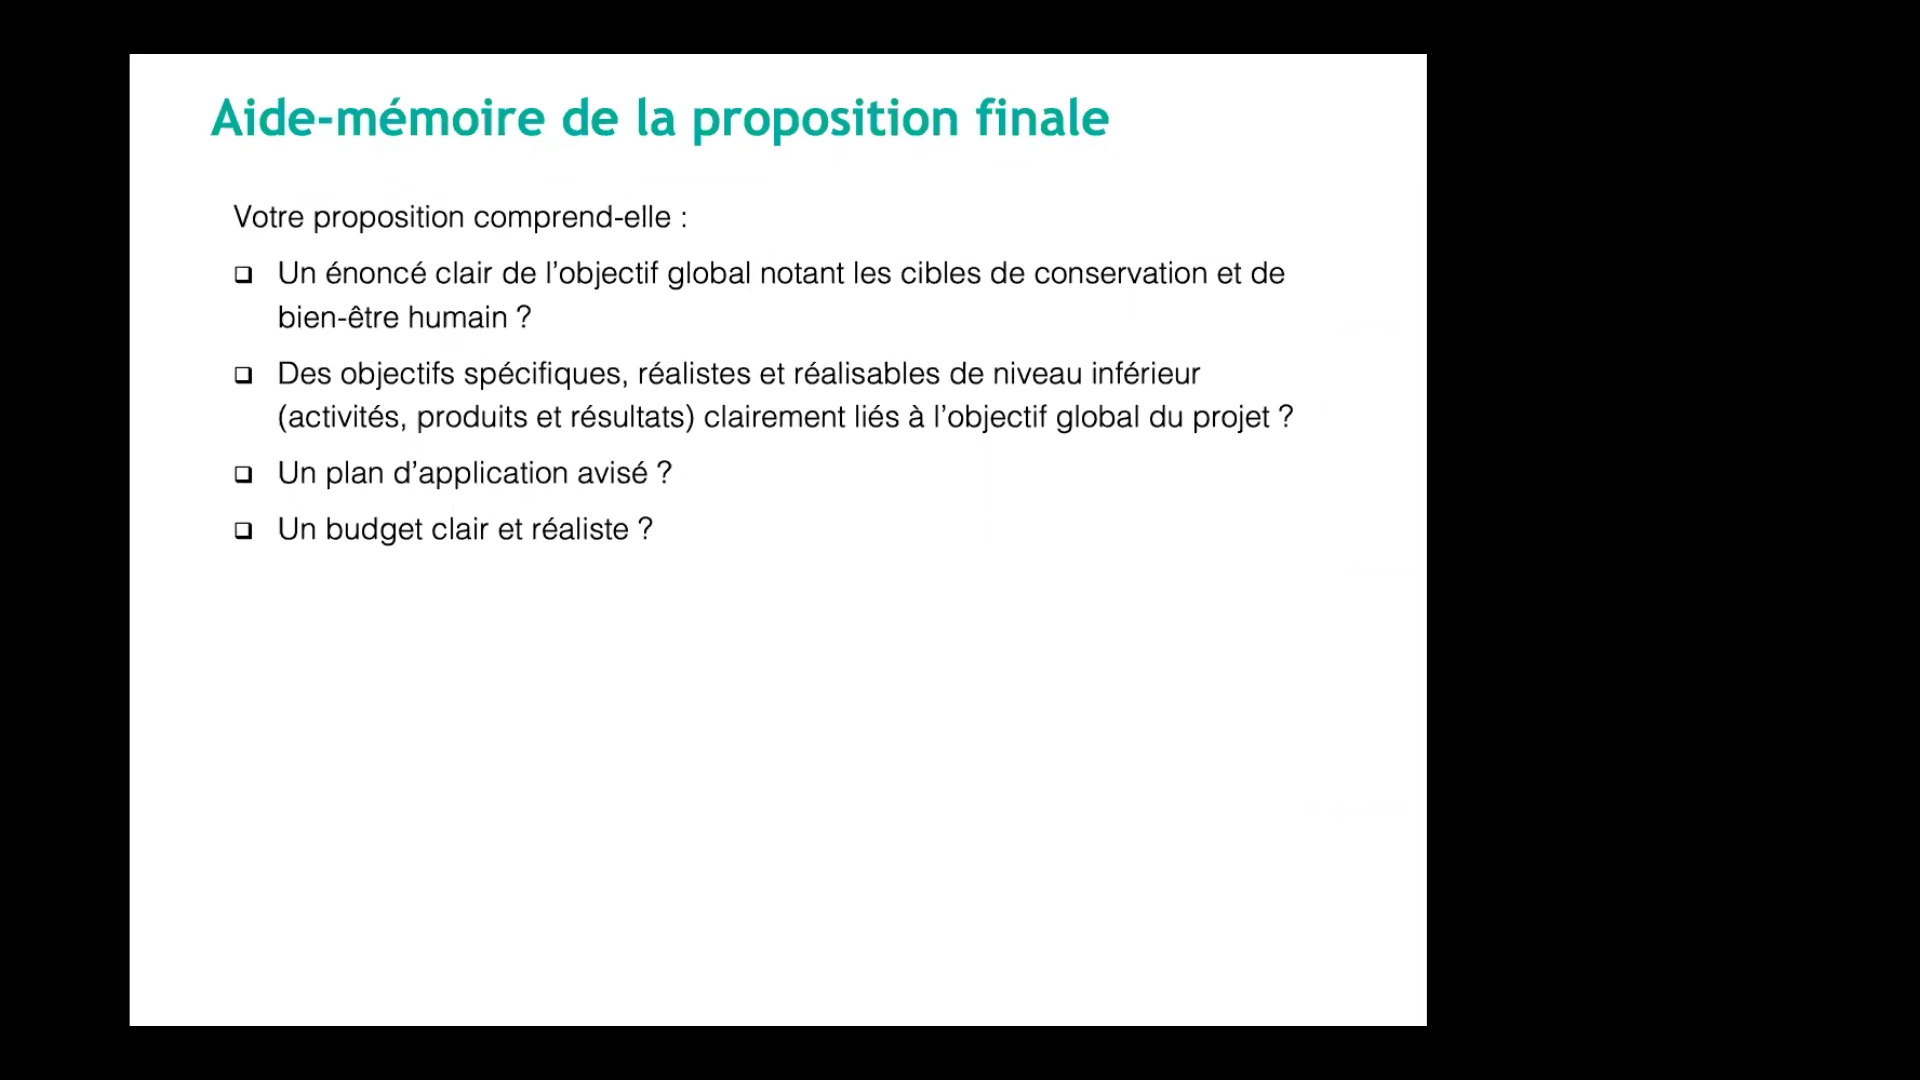 Aide-mémoire de la proposition finale
Votre proposition comprend-elle :
❑ Un énoncé clair de l’objectif global notant les cibles de conservation et de
bien-être humain ?
❑ Des objectifs spécifiques, réalistes et réalisables de niveau inférieur
(activités, produits et résultats) clairement liés à l’objectif global du projet ?
❑ Un plan d’application avisé ?
❑ Un budget clair et réaliste ?